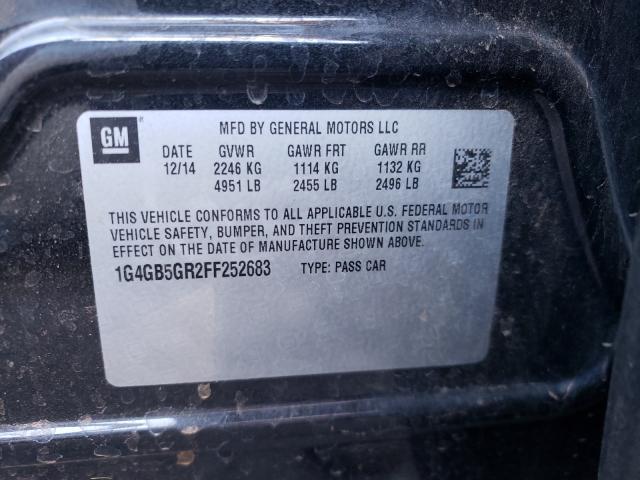 GM
MFD BY GENERAL MOTORS LLC
DATE GVWR GAWR FRT GAWR RR
12/14 2246 KG 1114 KG 1132 KG
4951 LB 2455 LB 2496 LB
THIS VEHICLE CONFORMS TO ALL APPLICABLE U.S. FEDERAL MOTOR
VEHICLE SAFETY, BUMPER, AND THEFT PREVENTION STANDARDS IN
EFFECT ON THE DATE OF MANUFACTURE SHOWN ABOVE.
1G4GB5GR2FF252683 TYPE: PASS CAR